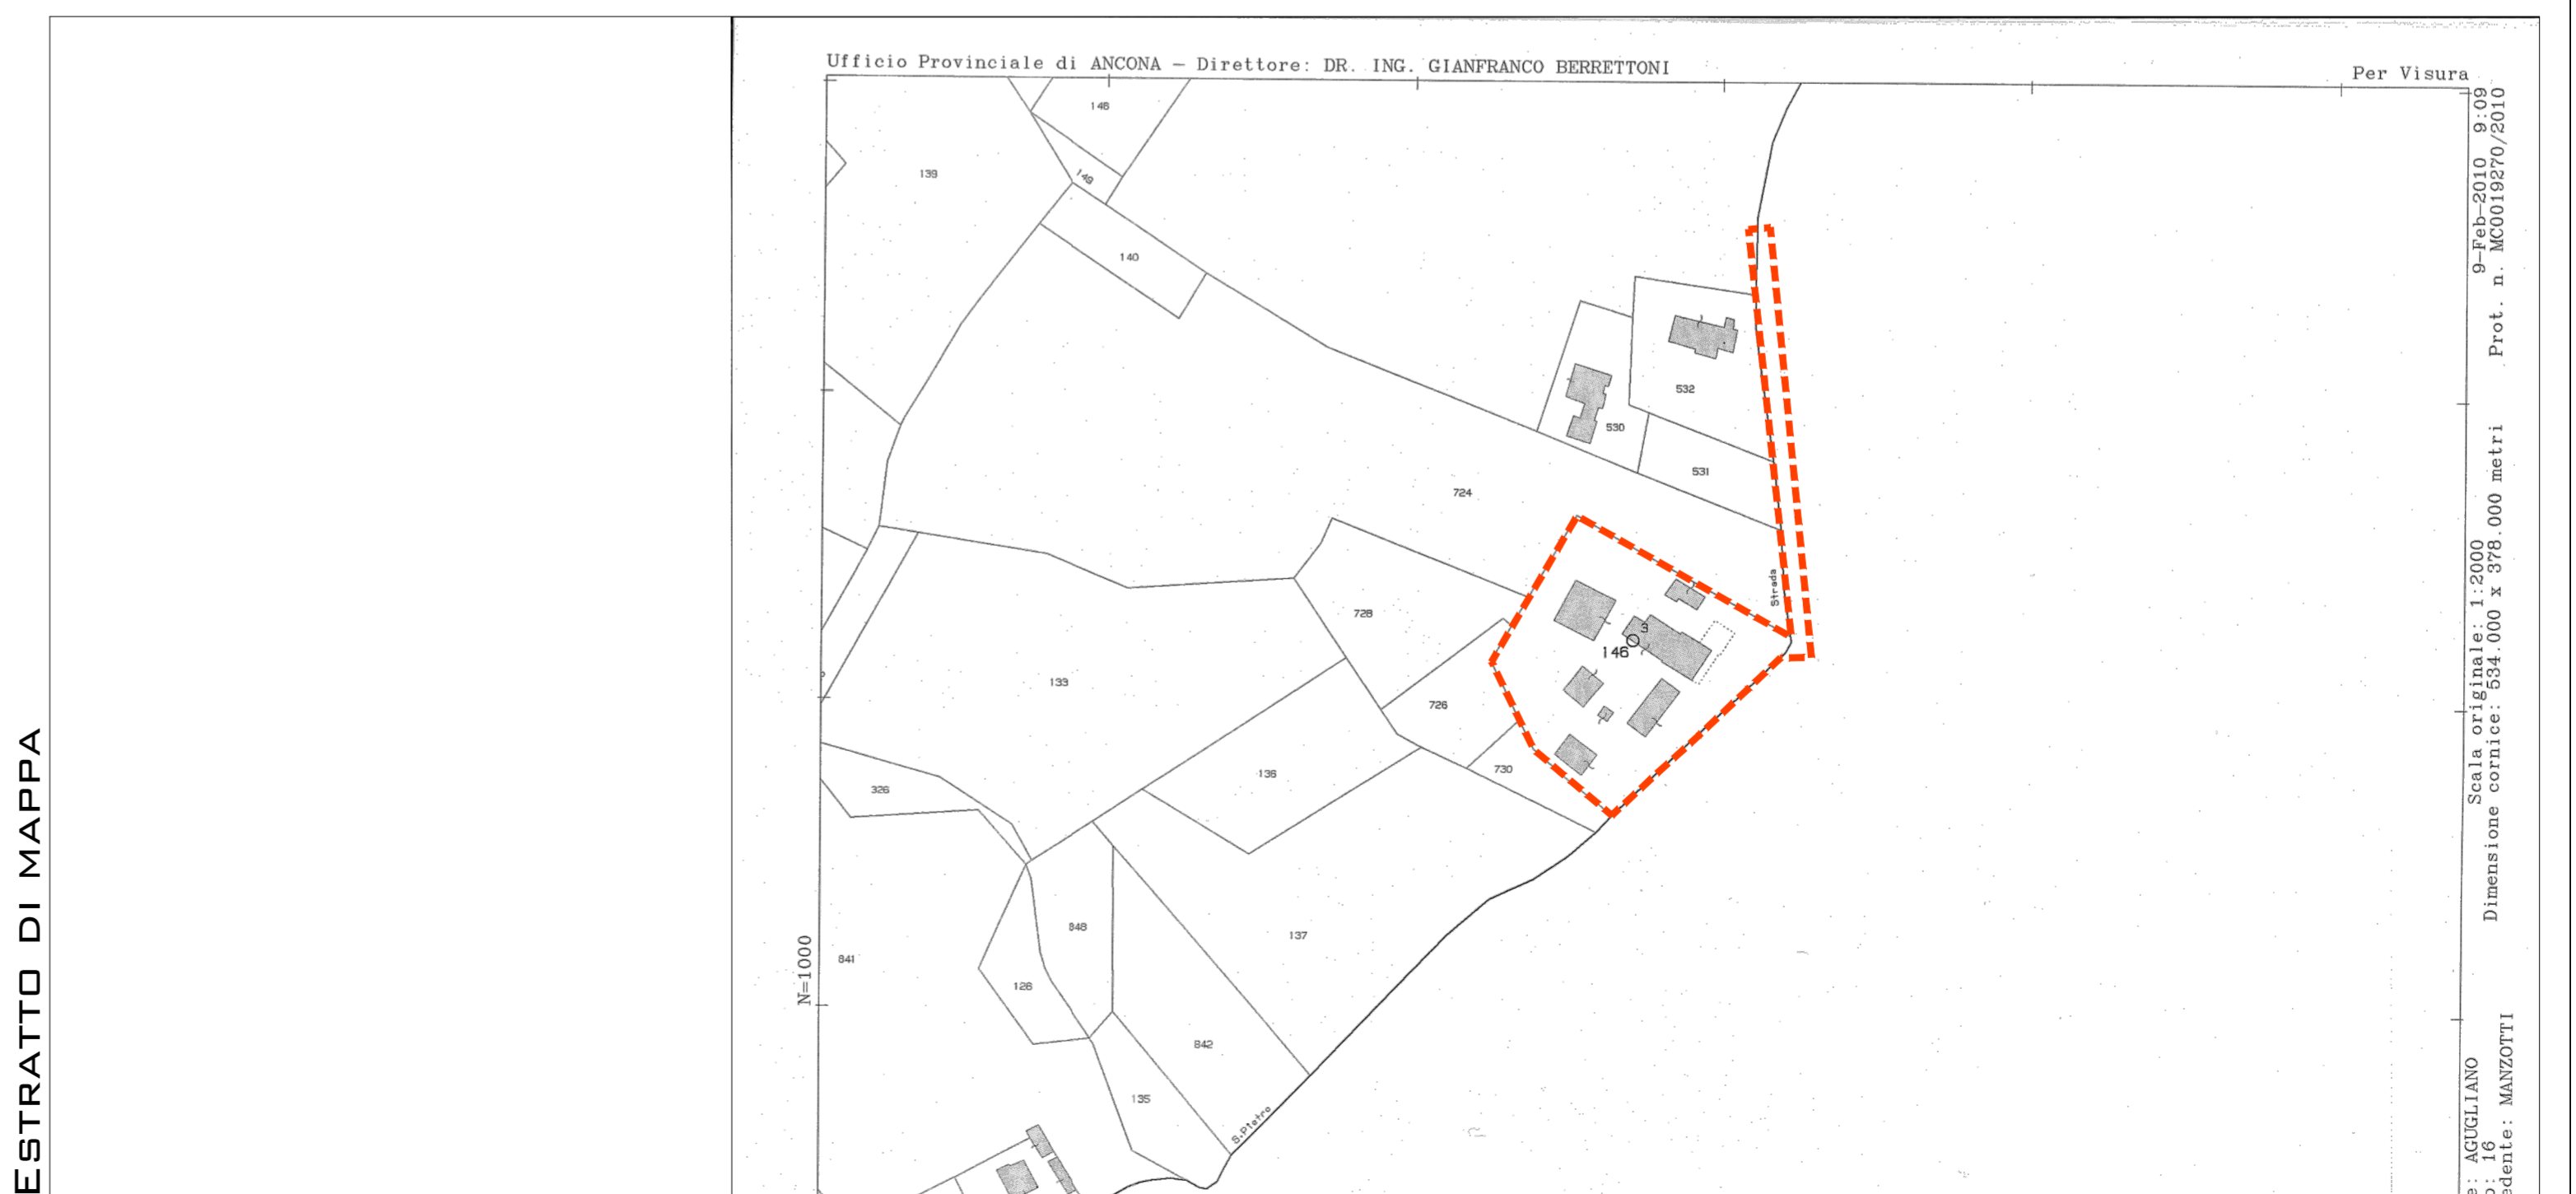 Ufficio Provinciale di ANCONA — Direttore: DR. ING. GIANFRANCO BERRETTONI
Per Visura
9-Feb-2010 9:09
Prot. n. MC0019270/2010
Scala originale: 1:2000
Dimensione cornice: 534.000 x 378.000 metri
e: AGUGLIANO
o: 16
edente: MANZOTTI
ESTRATTO DI MAPPA
N=1000
139
149
140
532
530
531
724
Strada
728
3
146
133
726
136
730
326
948
137
841
126
842
135
S.Pietro